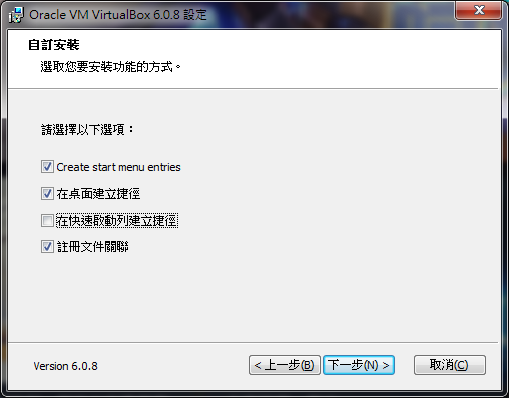 Oracle VM VirtualBox 6.0.8 設定
自訂安裝
選取您要安裝功能的方式。
請選擇以下選項：
Create start menu entries
在桌面建立捷徑
在快速啟動列建立捷徑
註冊文件關聯
Version 6.0.8
< 上一步(B) 下一步(N) > 取消(C)